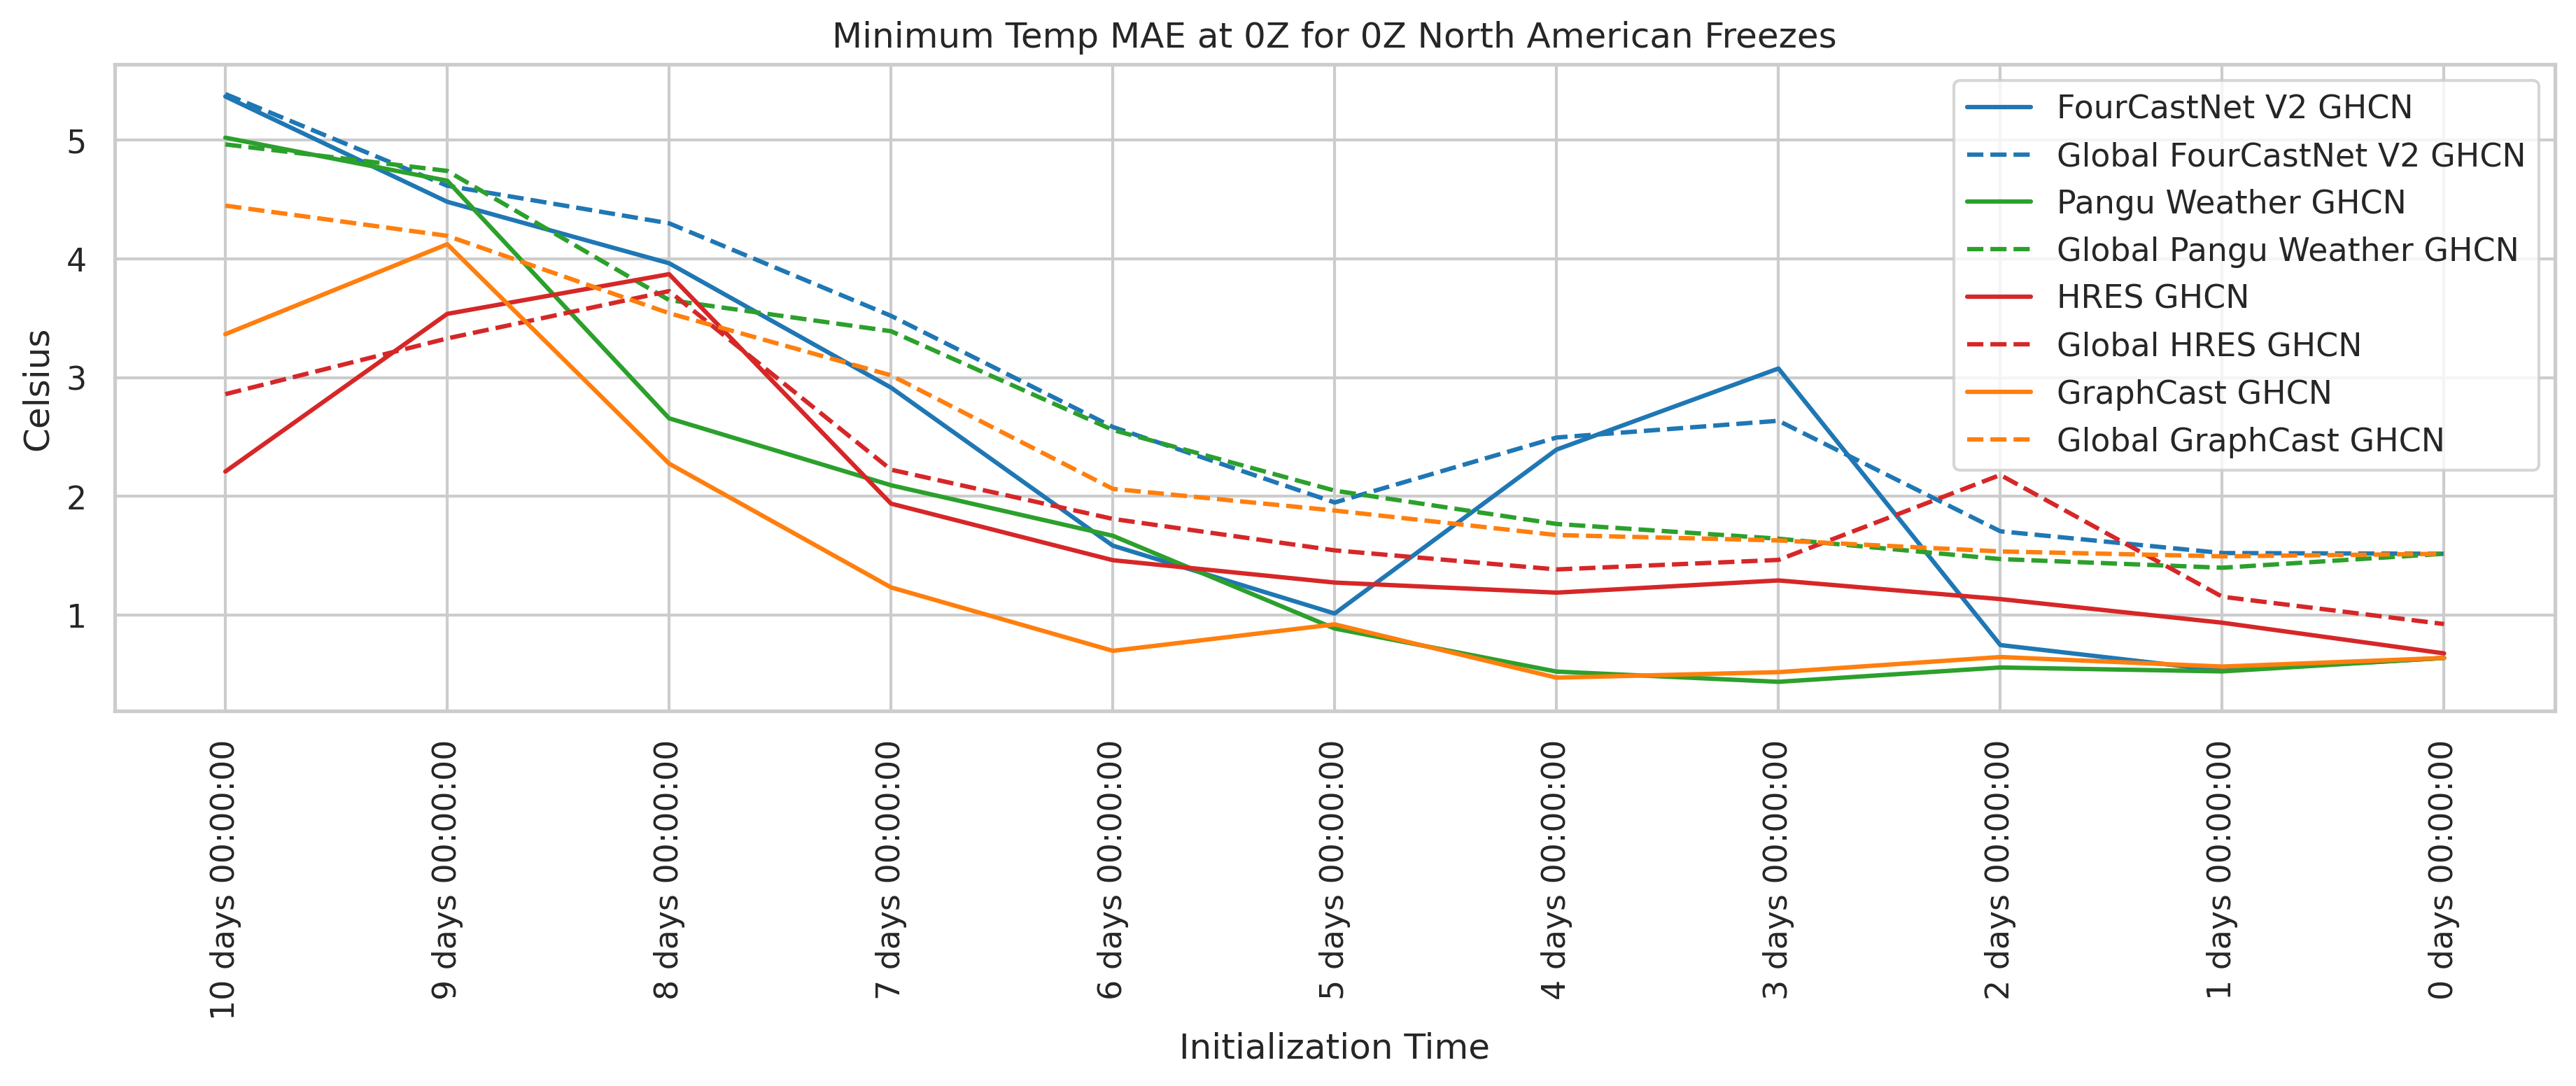 Minimum Temp MAE at 0Z for 0Z North American Freezes
FourCastNet V2 GHCN
Global FourCastNet V2 GHCN
Pangu Weather GHCN
Global Pangu Weather GHCN
HRES GHCN
Global HRES GHCN
GraphCast GHCN
Global GraphCast GHCN
Celsius
5
4
3
2
1
10 days 00:00:00
9 days 00:00:00
8 days 00:00:00
7 days 00:00:00
6 days 00:00:00
5 days 00:00:00
4 days 00:00:00
3 days 00:00:00
2 days 00:00:00
1 days 00:00:00
0 days 00:00:00
Initialization Time